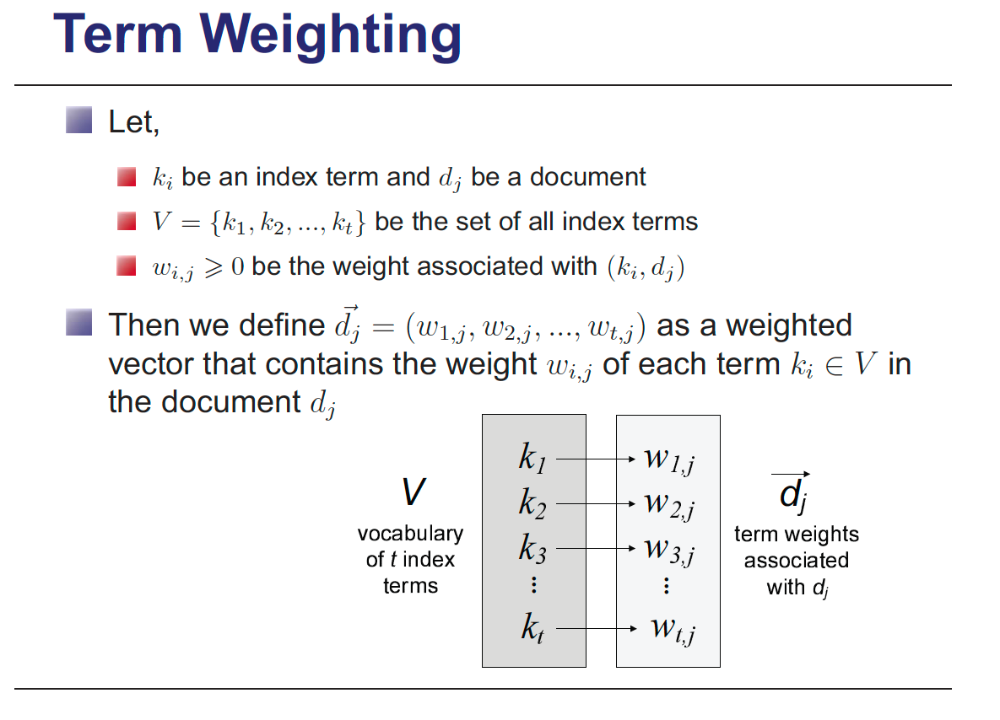 Term Weighting
Let,
k_i be an index term and d_j be a document
V = {k_1, k_2, ..., k_t} be the set of all index terms
w_{i,j} ⩾ 0 be the weight associated with (k_i, d_j)
Then we define \vec{d_j} = (w_{1,j}, w_{2,j}, ..., w_{t,j}) as a weighted
vector that contains the weight w_{i,j} of each term k_i ∈ V in
the document d_j
V
vocabulary
of t index
terms
k_1 → w_{1,j}
k_2 → w_{2,j}
k_3 → w_{3,j}
⋮ ⋮
k_t → w_{t,j}
\vec{d_j}
term weights
associated
with d_j